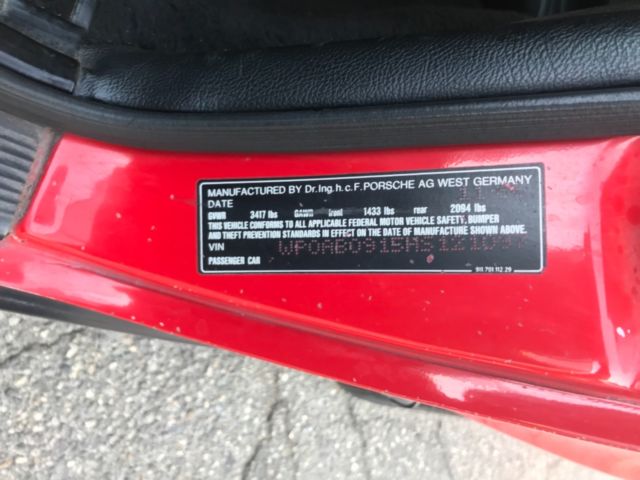 MANUFACTURED BY Dr.Ing.h.c.F.PORSCHE AG WEST GERMANY
DATE
GVWR 3417 lbs GAWR front 1433 lbs rear 2094 lbs
THIS VEHICLE CONFORMS TO ALL
APPLICABLE FEDERAL MOTOR VEHICLE SAFETY, BUMPER
AND THEFT PREVENTION STANDARDS IN EFFECT ON THE DATE OF
MANUFACTURE SHOWN ABOVE.
VIN
PASSENGER CAR
911 701 112 29